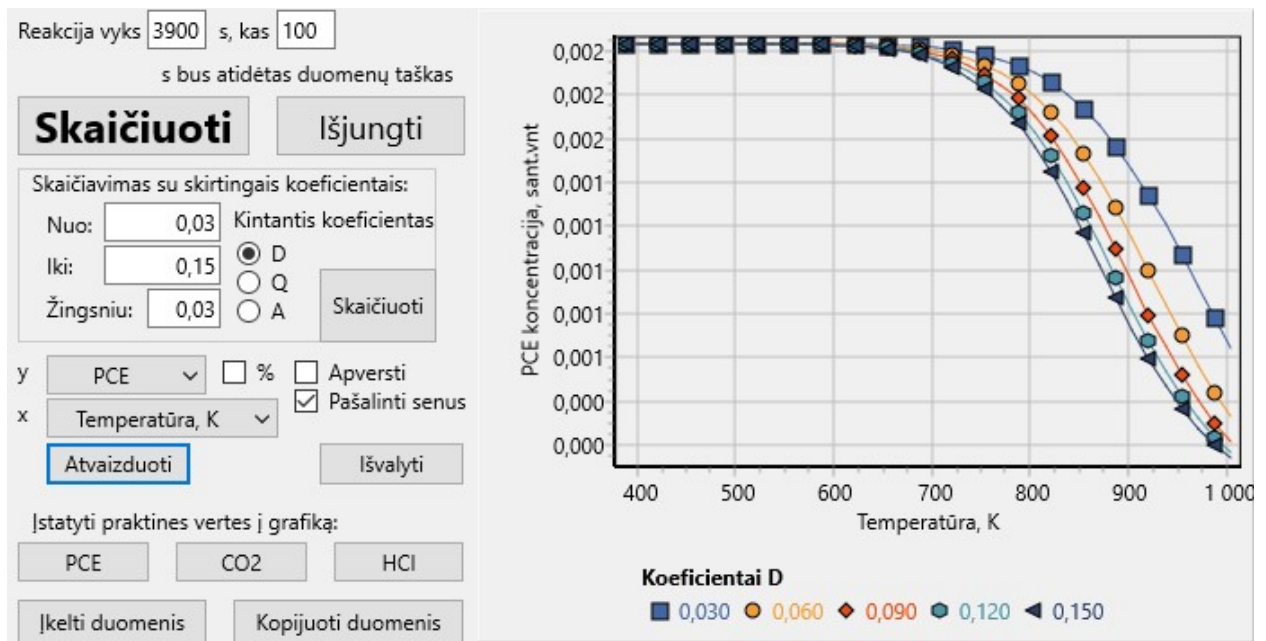 Reakcija vyks 3900 s, kas 100
s bus atidėtas duomenų taškas
Skaičiuoti Išjungti
Skaičiavimas su skirtingais koeficientais:
Nuo: 0,03 Kintantis koeficientas
Iki: 0,15 D
Q
Žingsniu: 0,03 A Skaičiuoti
y PCE % Apversti
x Temperatūra, K Pašalinti senus
Atvaizduoti Išvalyti
Įstatyti praktines vertes į grafiką:
PCE CO2 HCl
Įkelti duomenis Kopijuoti duomenis
PCE koncentracija, sant.vnt
0,002
0,002
0,002
0,001
0,001
0,001
0,001
0,001
0,000
0,000
400 500 600 700 800 900 1 000
Temperatūra, K
Koeficientai D
0,030 0,060 0,090 0,120 0,150